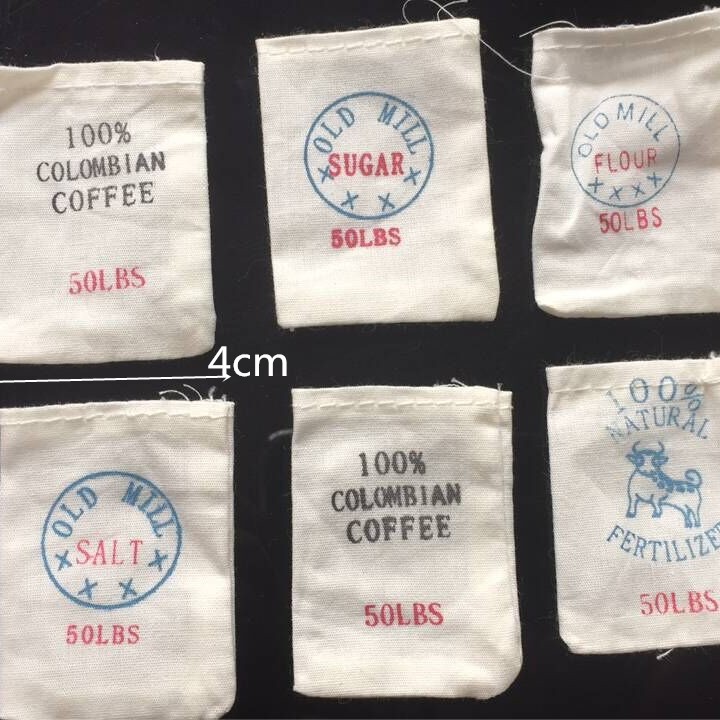 100%
COLOMBIAN
COFFEE
50LBS
OLD MILL
SUGAR
50LBS
OLD MILL
FLOUR
50LBS
4cm
OLD MILL
SALT
50LBS
100%
COLOMBIAN
COFFEE
50LBS
100%
NATURAL
FERTILIZE
50LBS